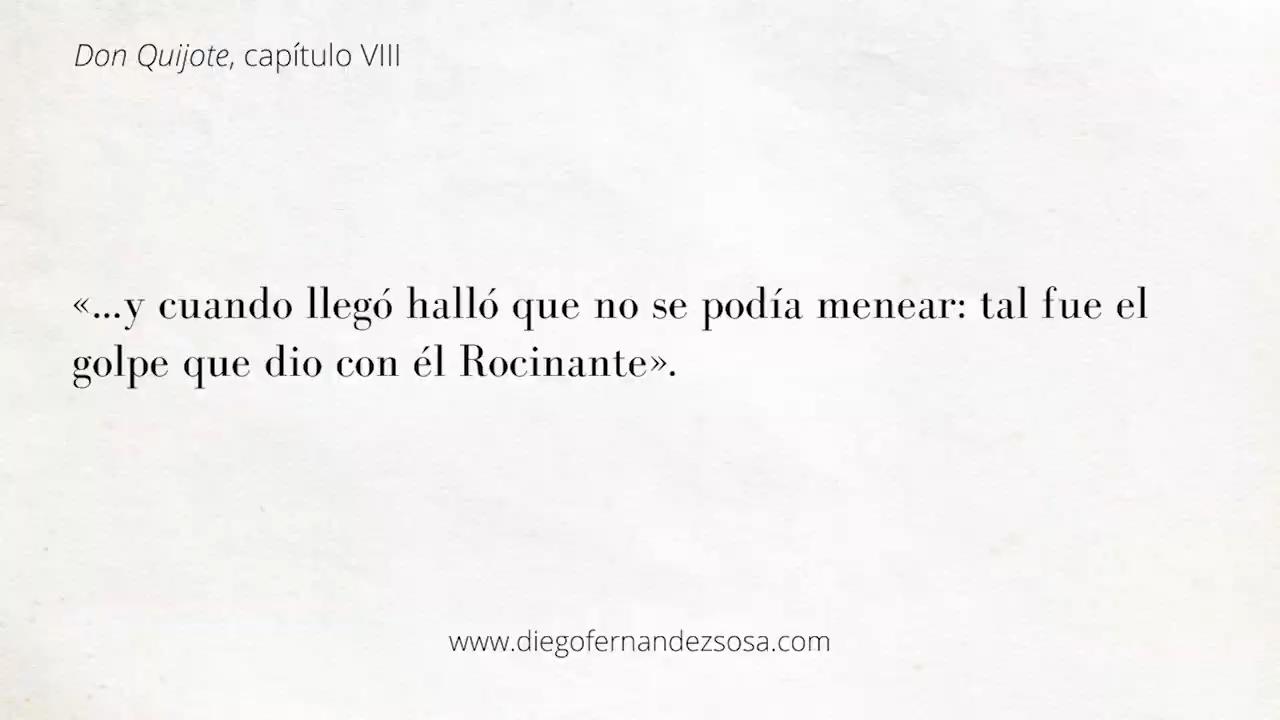 Don Quijote, capítulo VIII
«...y cuando llegó halló que no se podía menear: tal fue el
golpe que dio con él Rocinante».
www.diegofernandezsosa.com